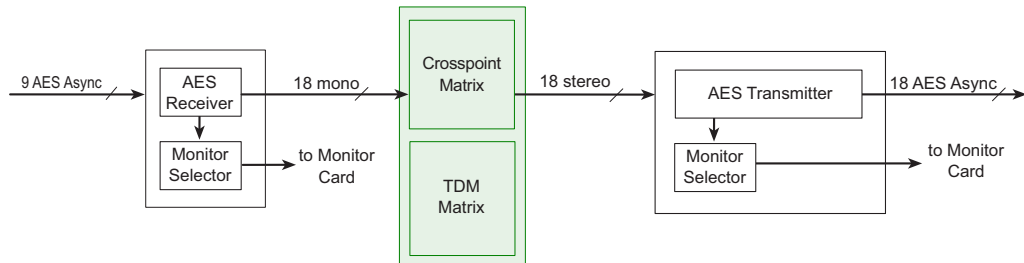 9 AES Async
AES
Receiver
Monitor
Selector
18 mono
to Monitor
Card
Crosspoint
Matrix
TDM
Matrix
18 stereo
AES Transmitter
Monitor
Selector
18 AES Async
to Monitor
Card